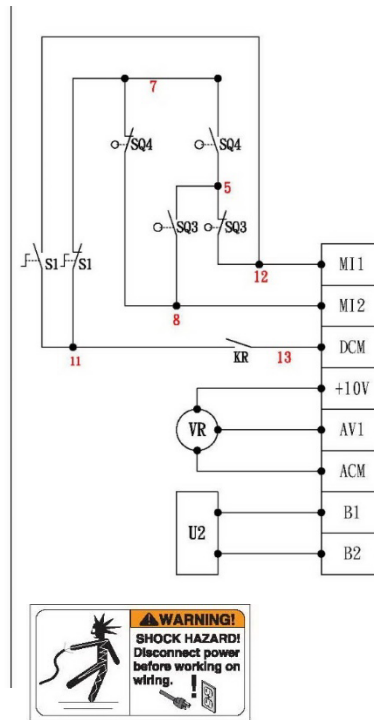 7
SQ4 SQ4
5
SQ3 SQ3
S1 S1
12
MI1
8
MI2
11
KR 13
DCM
+10V
VR
AV1
ACM
B1
U2
B2
WARNING!
SHOCK HAZARD!
Disconnect power
before working on
wiring.